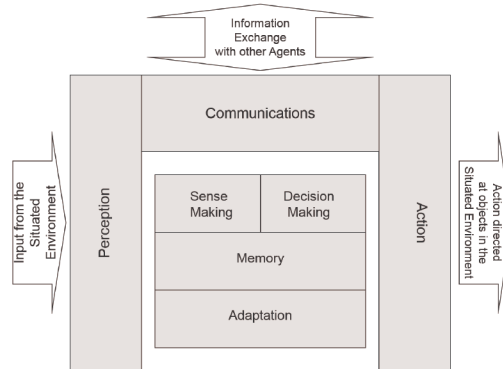 Information
Exchange
with other Agents
Communications
Input from the
Situated
Environment
Perception
Sense
Making
Decision
Making
Memory
Adaptation
Action
Action directed
at objects in the
Situated Environment